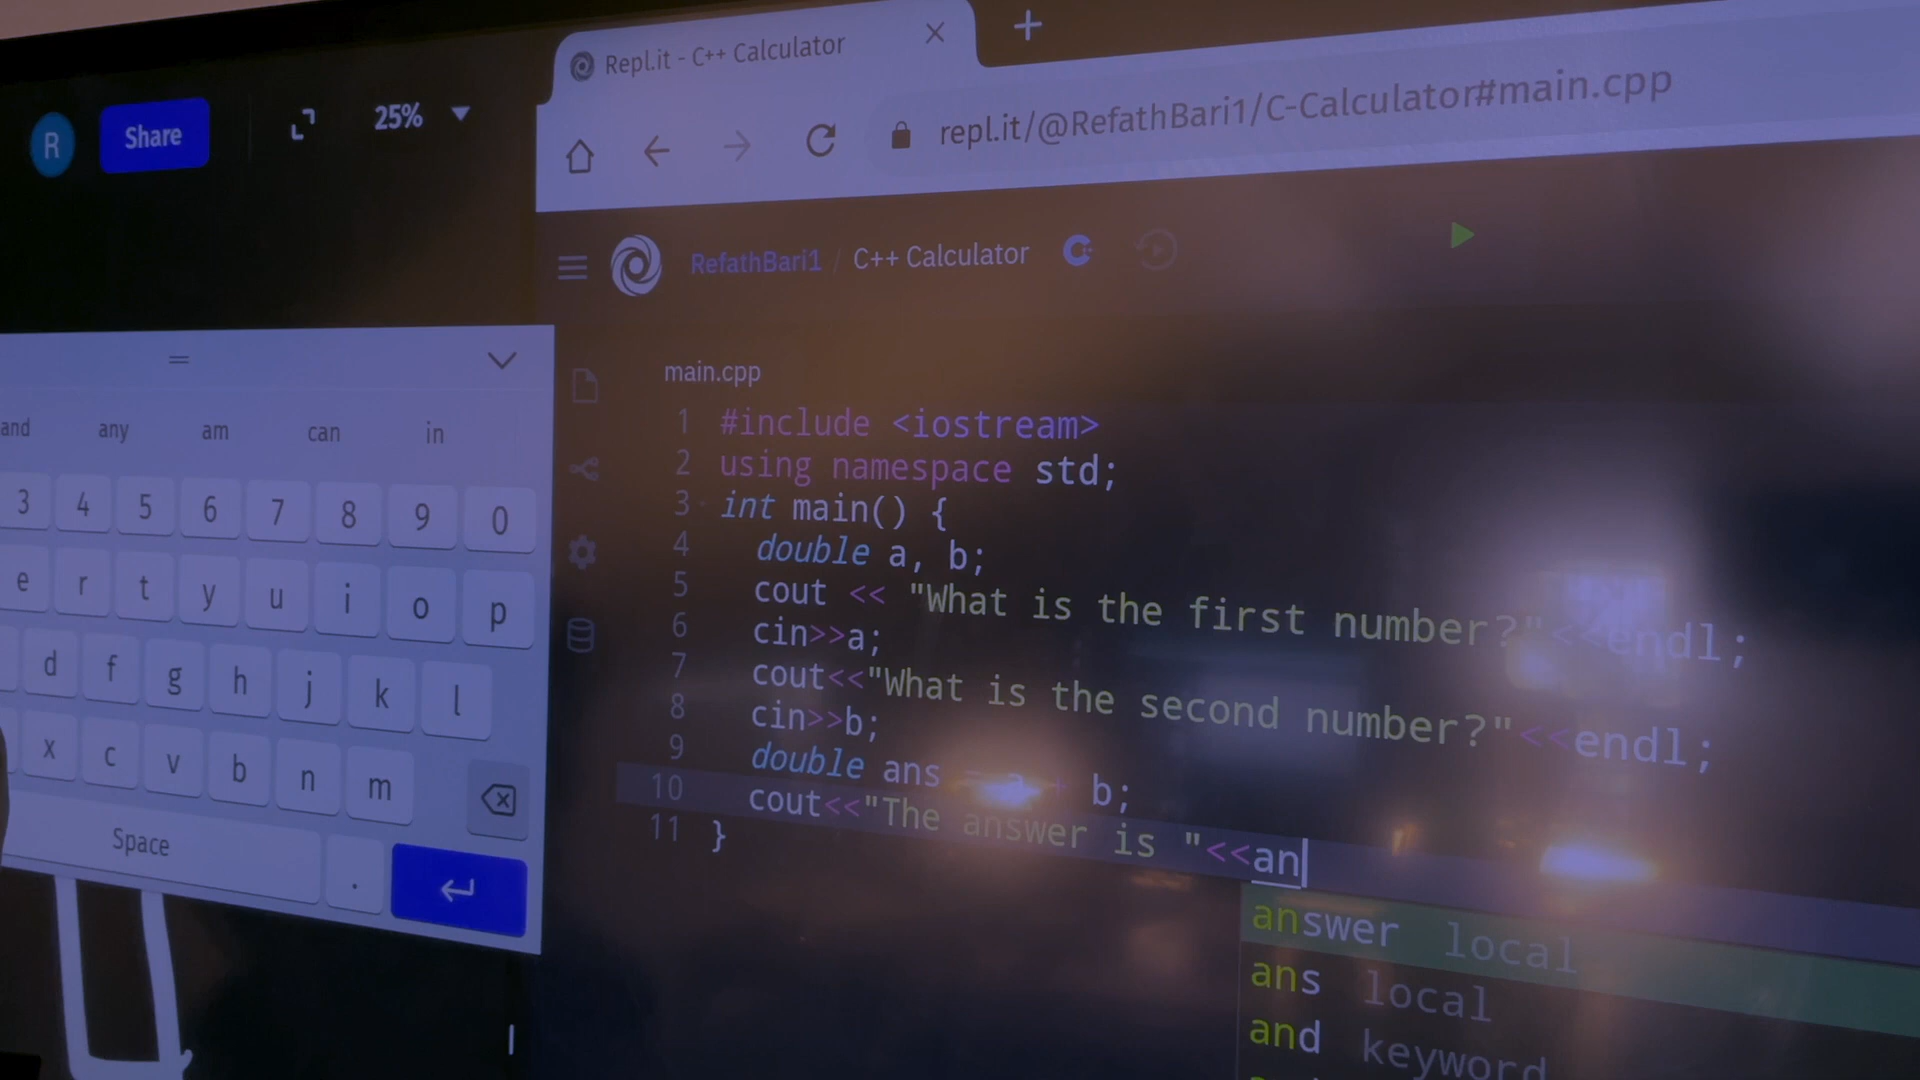 Repl.it - C++ Calculator
repl.it/@RefathBari1/C-Calculator#main.cpp
R
Share
25%
RefathBari1 / C++ Calculator
main.cpp
1 #include <iostream>
2 using namespace std;
3 int main() {
4 double a, b;
5 cout << "What is the first number?"<<endl;
6 cin>>a;
7 cout<<"What is the second number?"<<endl;
8 cin>>b;
9 double ans = a + b;
10 cout<<"The answer is "<<an
11 }
answer local
ans local
and keyword
and any am can in
3 4 5 6 7 8 9 0
e r t y u i o p
d f g h j k l
x c v b n m
Space .